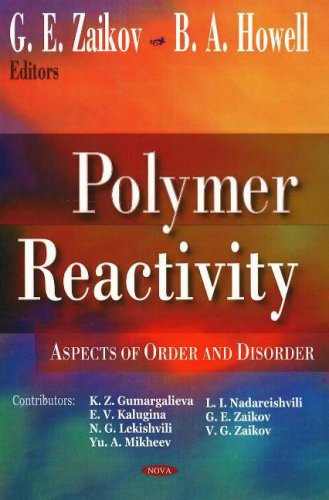 G. E. Zaikov - B. A. Howell
Editors
Polymer
Reactivity
ASPECTS OF ORDER AND DISORDER
Contributors:
K. Z. Gumargalieva
E. V. Kalugina
N. G. Lekishvili
Yu. A. Mikheev
L. I. Nadareishvili
G. E. Zaikov
V. G. Zaikov
NOVA